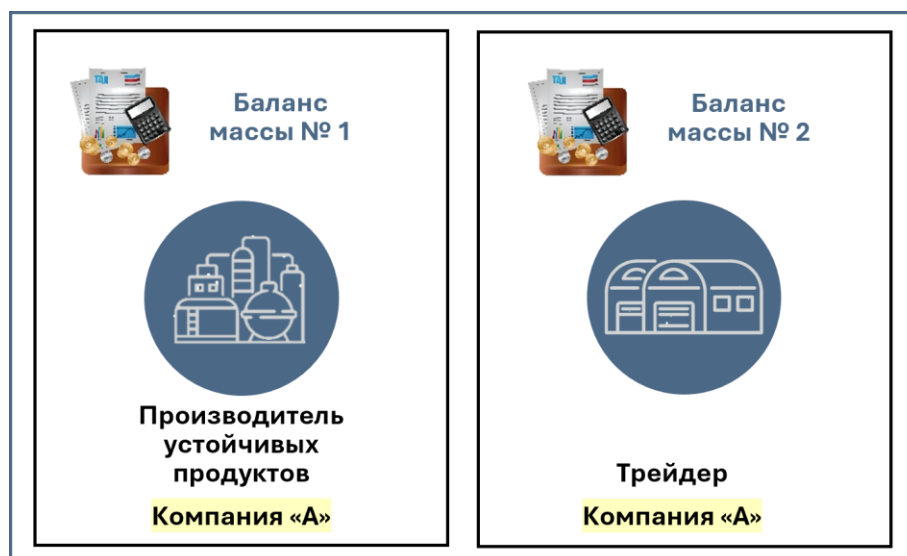 Баланс
массы № 1
Производитель
устойчивых
продуктов
Компания «А»
Баланс
массы № 2
Трейдер
Компания «А»